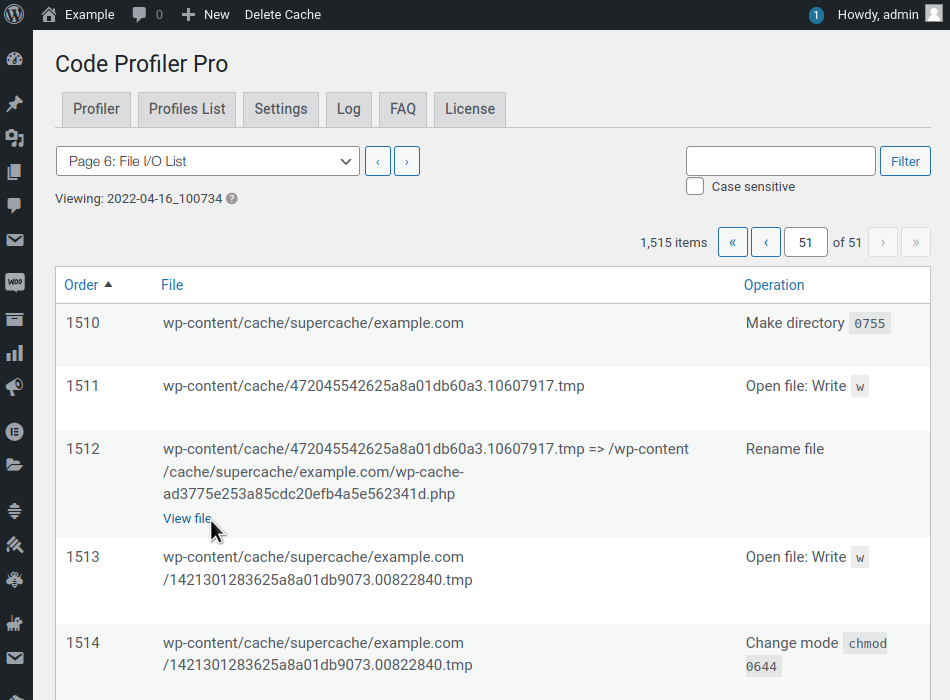 Example 0 New Delete Cache 1 Howdy, admin
Code Profiler Pro
Profiler Profiles List Settings Log FAQ License
Page 6: File I/O List ‹ › Filter
Case sensitive
Viewing: 2022-04-16_100734 ?
1,515 items « ‹ 51 of 51 › »
Order File Operation
1510 wp-content/cache/supercache/example.com Make directory 0755
1511 wp-content/cache/472045542625a8a01db60a3.10607917.tmp Open file: Write w
1512 wp-content/cache/472045542625a8a01db60a3.10607917.tmp => /wp-content Rename file
/cache/supercache/example.com/wp-cache-
ad3775e253a85cdc20efb4a5e562341d.php
View file
1513 wp-content/cache/supercache/example.com Open file: Write w
/1421301283625a8a01db9073.00822840.tmp
1514 wp-content/cache/supercache/example.com Change mode chmod
/1421301283625a8a01db9073.00822840.tmp 0644
Woo